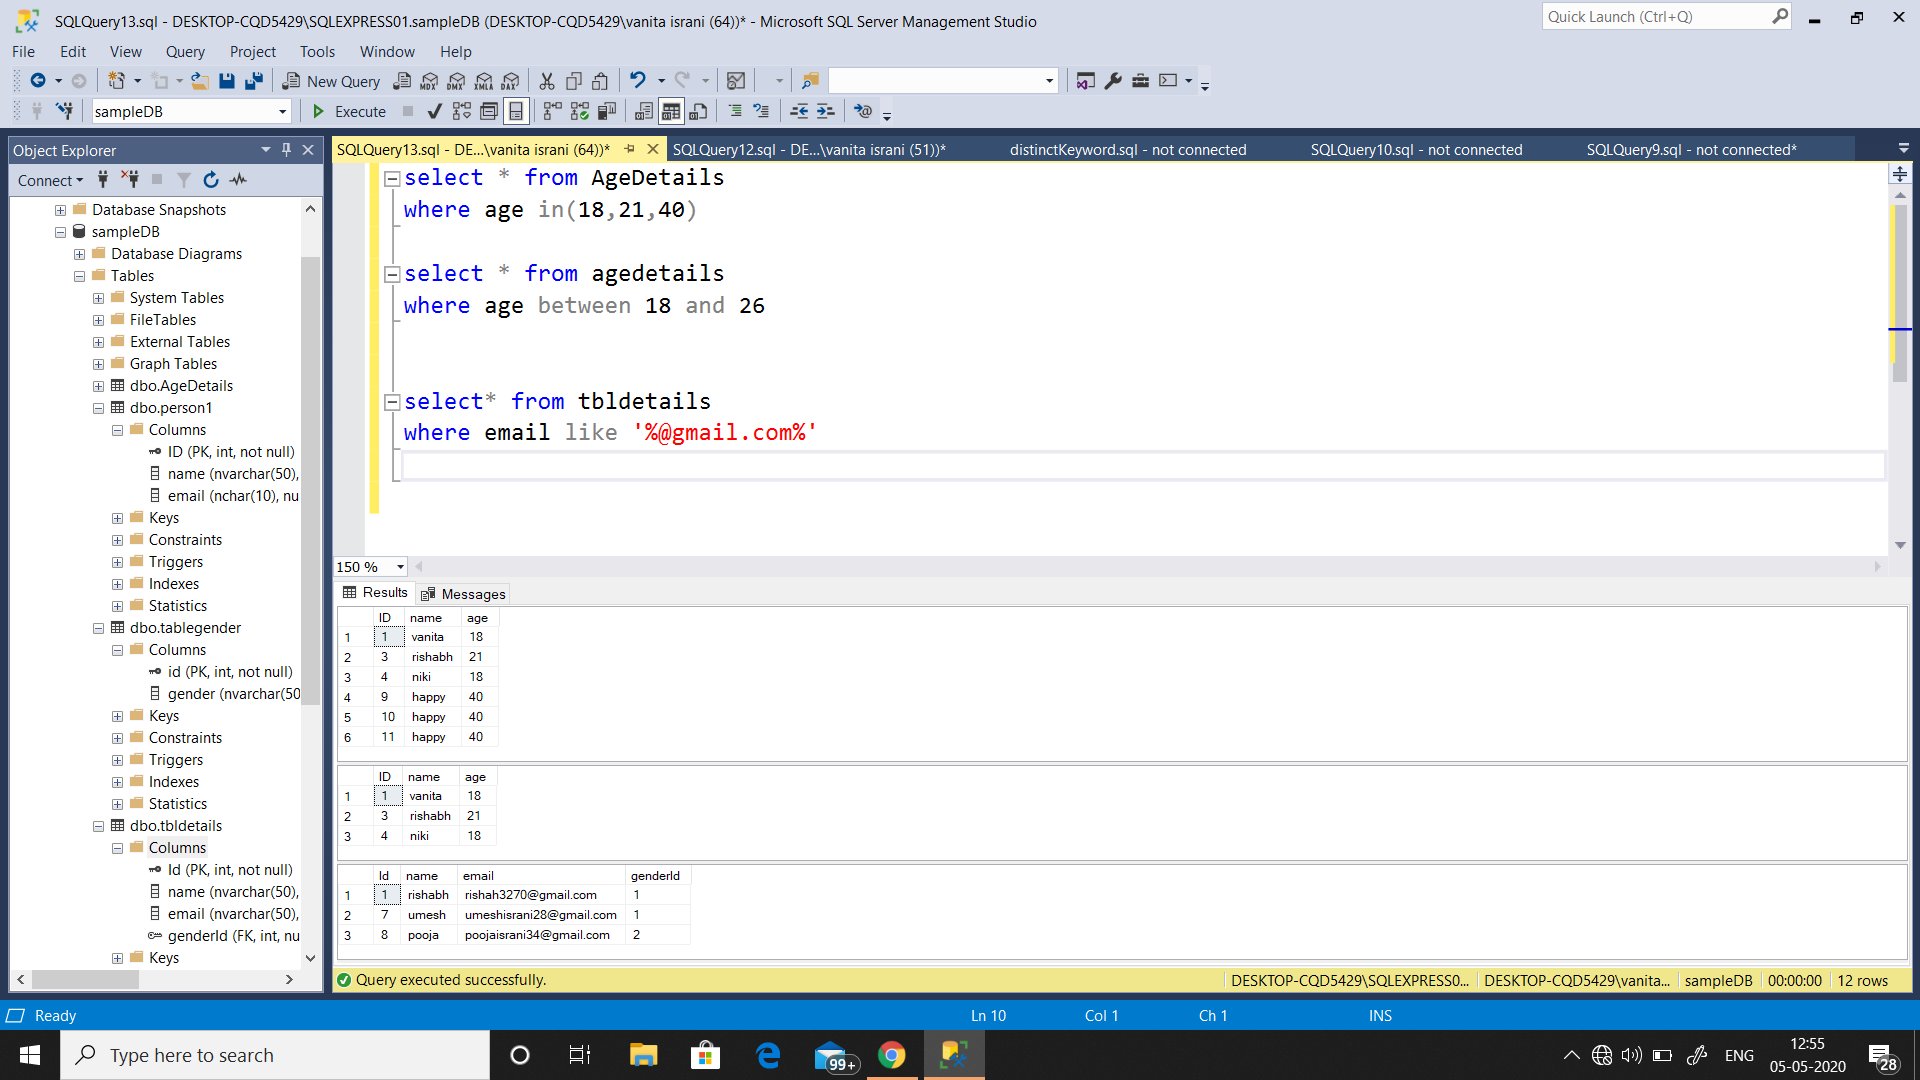 SQLQuery13.sql - DESKTOP-CQD5429\SQLEXPRESS01.sampleDB (DESKTOP-CQD5429\vanita israni (64))* - Microsoft SQL Server Management Studio
Quick Launch (Ctrl+Q)
File Edit View Query Project Tools Window Help
New Query MDX DMX XMLA DAX
sampleDB Execute
Object Explorer
SQLQuery13.sql - DE...\vanita israni (64))* SQLQuery12.sql - DE...\vanita israni (51))* distinctKeyword.sql - not connected SQLQuery10.sql - not connected SQLQuery9.sql - not connected*
Connect
Database Snapshots
sampleDB
Database Diagrams
Tables
System Tables
FileTables
External Tables
Graph Tables
dbo.AgeDetails
dbo.person1
Columns
ID (PK, int, not null)
name (nvarchar(50),
email (nchar(10), nu
Keys
Constraints
Triggers
Indexes
Statistics
dbo.tablegender
Columns
id (PK, int, not null)
gender (nvarchar(50
Keys
Constraints
Triggers
Indexes
Statistics
dbo.tbldetails
Columns
Id (PK, int, not null)
name (nvarchar(50),
email (nvarchar(50),
genderId (FK, int, nu
Keys
select * from AgeDetails
where age in(18,21,40)
select * from agedetails
where age between 18 and 26
select* from tbldetails
where email like '%@gmail.com%'
150 %
Results Messages
ID name age
1 1 vanita 18
2 3 rishabh 21
3 4 niki 18
4 9 happy 40
5 10 happy 40
6 11 happy 40
ID name age
1 1 vanita 18
2 3 rishabh 21
3 4 niki 18
Id name email genderId
1 1 rishabh rishah3270@gmail.com 1
2 7 umesh umeshisrani28@gmail.com 1
3 8 pooja poojaisrani34@gmail.com 2
Query executed successfully. DESKTOP-CQD5429\SQLEXPRESS0... DESKTOP-CQD5429\vanita... sampleDB 00:00:00 12 rows
Ready Ln 10 Col 1 Ch 1 INS
Type here to search 99+ ENG 12:55
05-05-2020 28